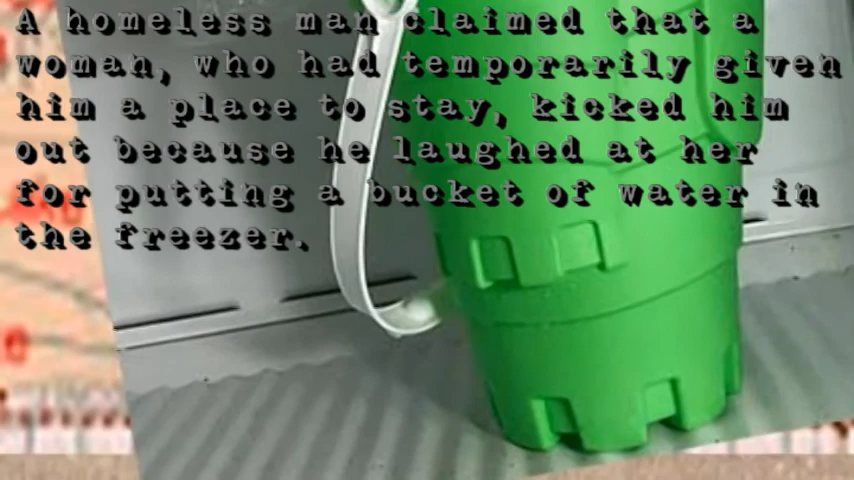 A homeless man claimed that a
woman, who had temporarily given
him a place to stay, kicked him
out because he laughed at her
for putting a bucket of water in
the freezer.